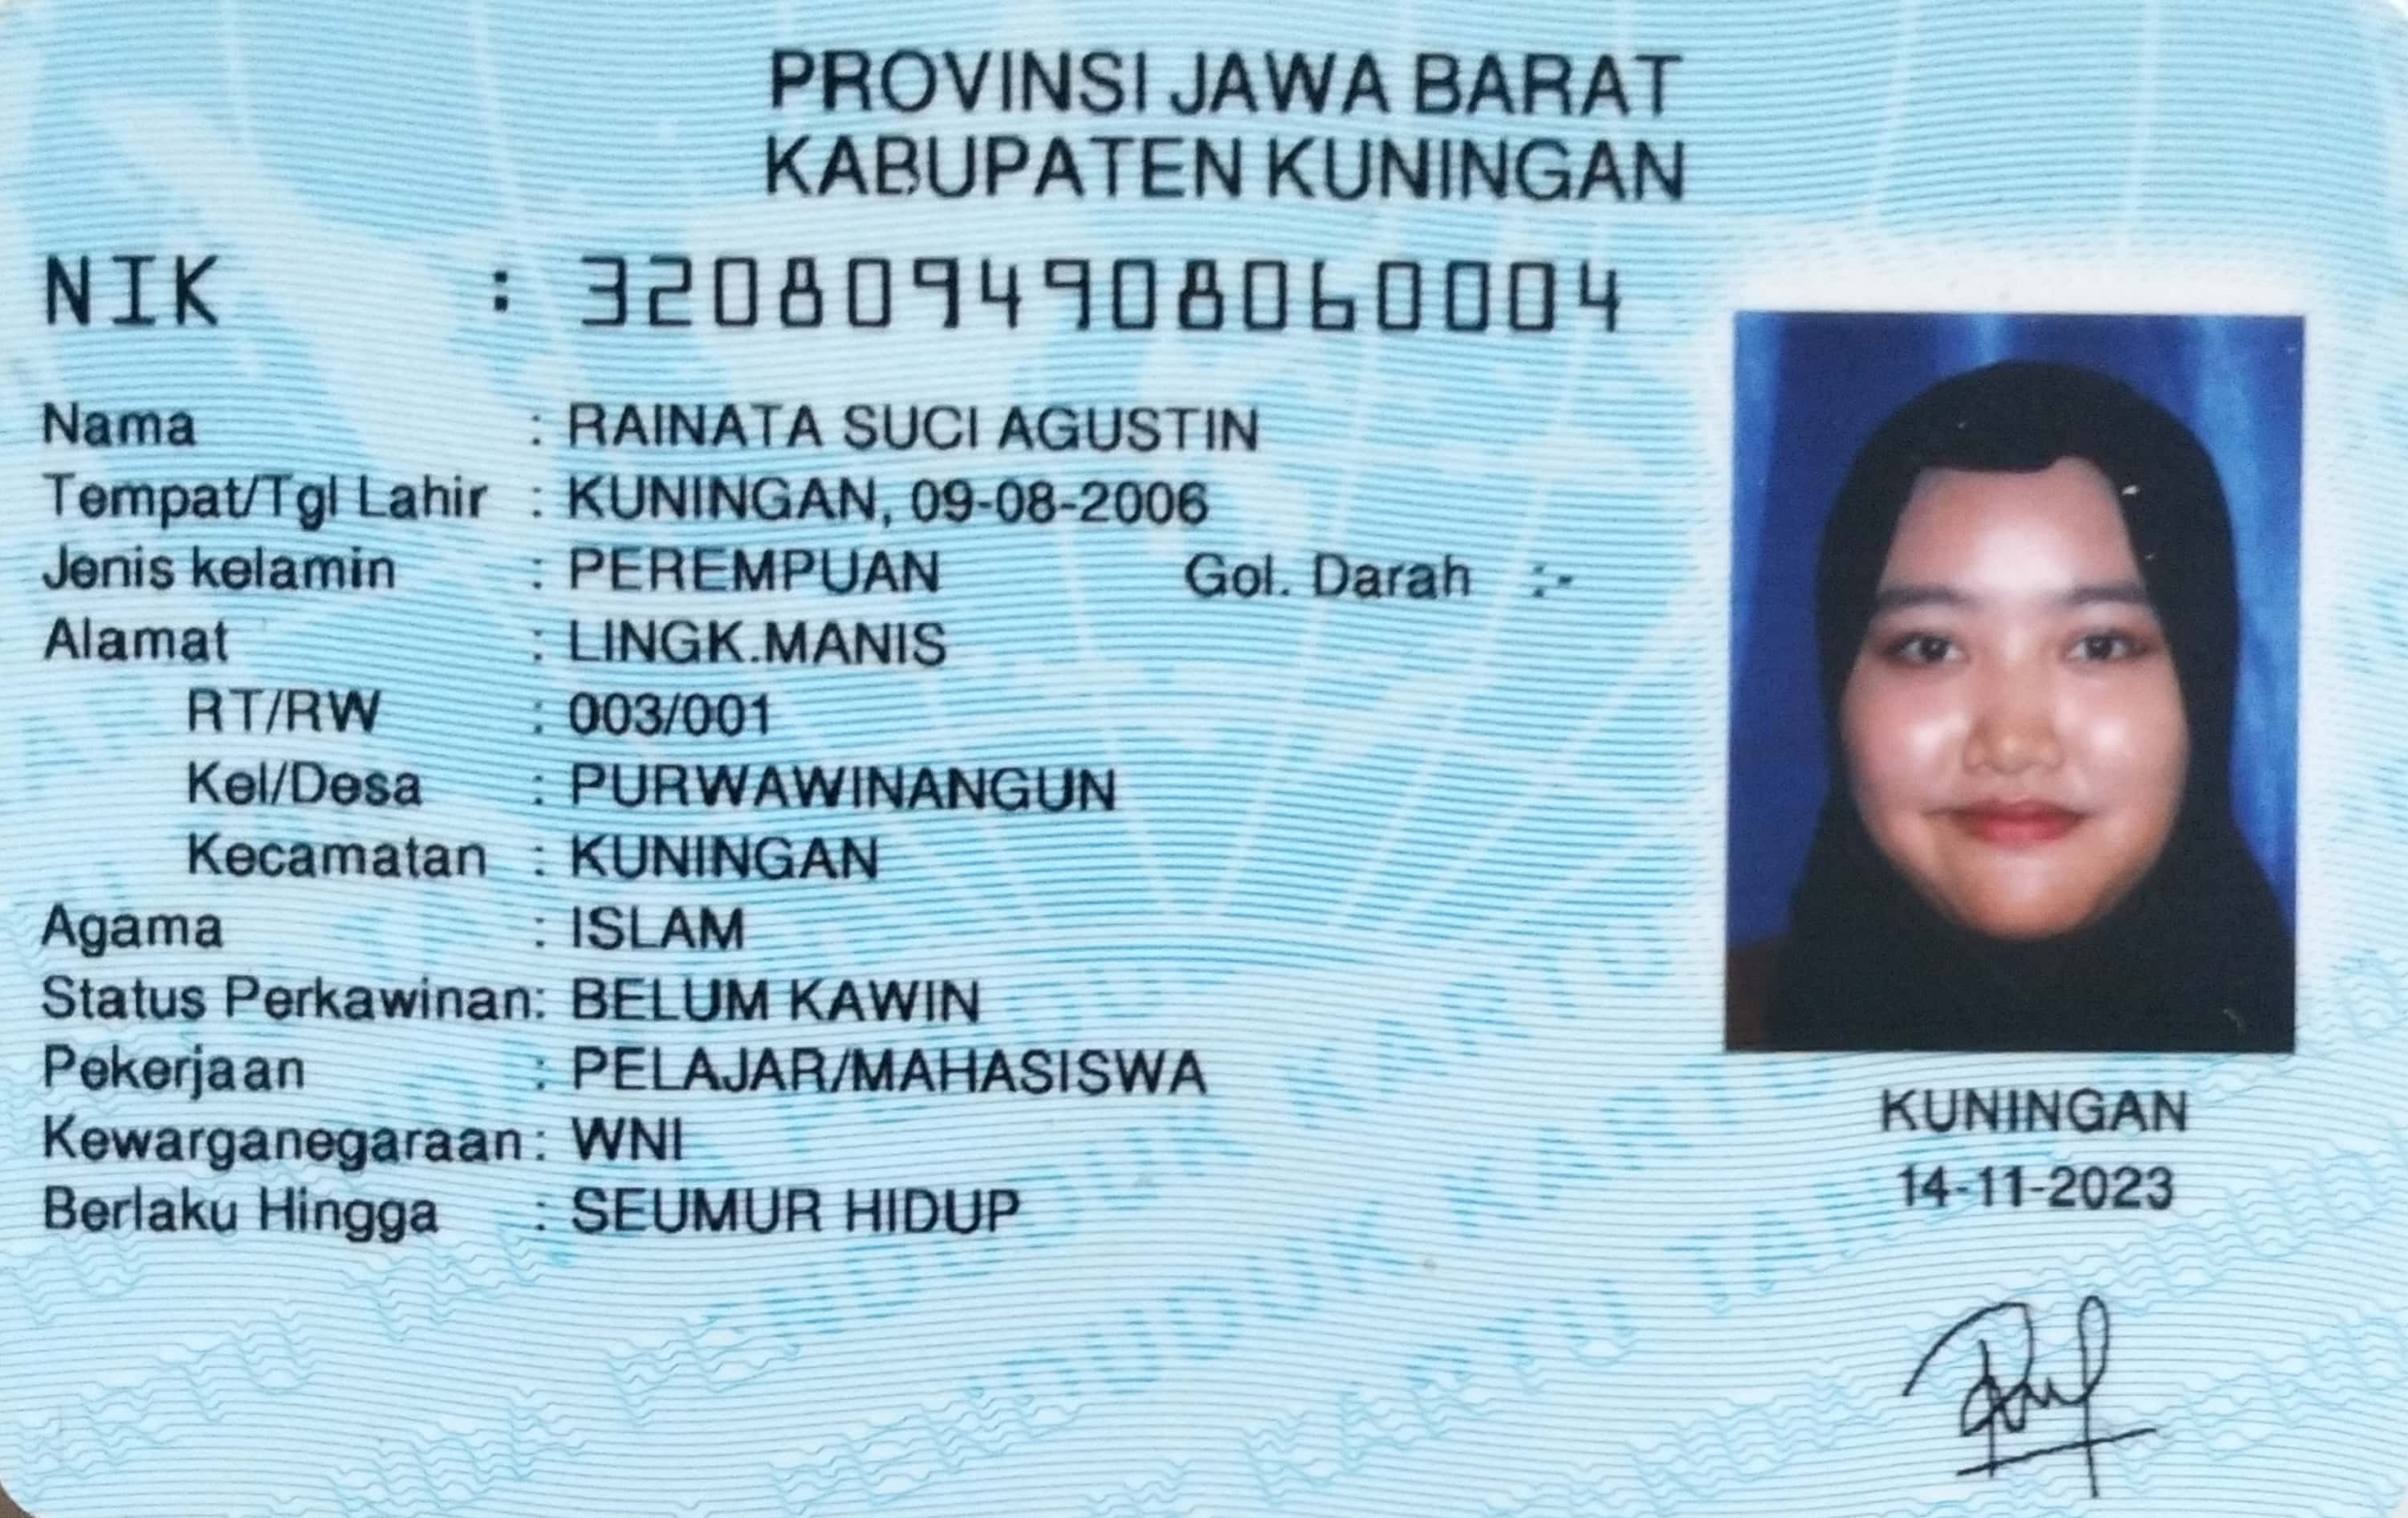 PROVINSI JAWA BARAT
KABUPATEN KUNINGAN
NIK : 3208094908060004
Nama : RAINATA SUCI AGUSTIN
Tempat/Tgl Lahir : KUNINGAN, 09-08-2006
Jenis kelamin : PEREMPUAN Gol. Darah :-
Alamat : LINGK.MANIS
RT/RW : 003/001
Kel/Desa : PURWAWINANGUN
Kecamatan : KUNINGAN
Agama : ISLAM
Status Perkawinan: BELUM KAWIN
Pekerjaan : PELAJAR/MAHASISWA
Kewarganegaraan: WNI
Berlaku Hingga : SEUMUR HIDUP
KUNINGAN
14-11-2023